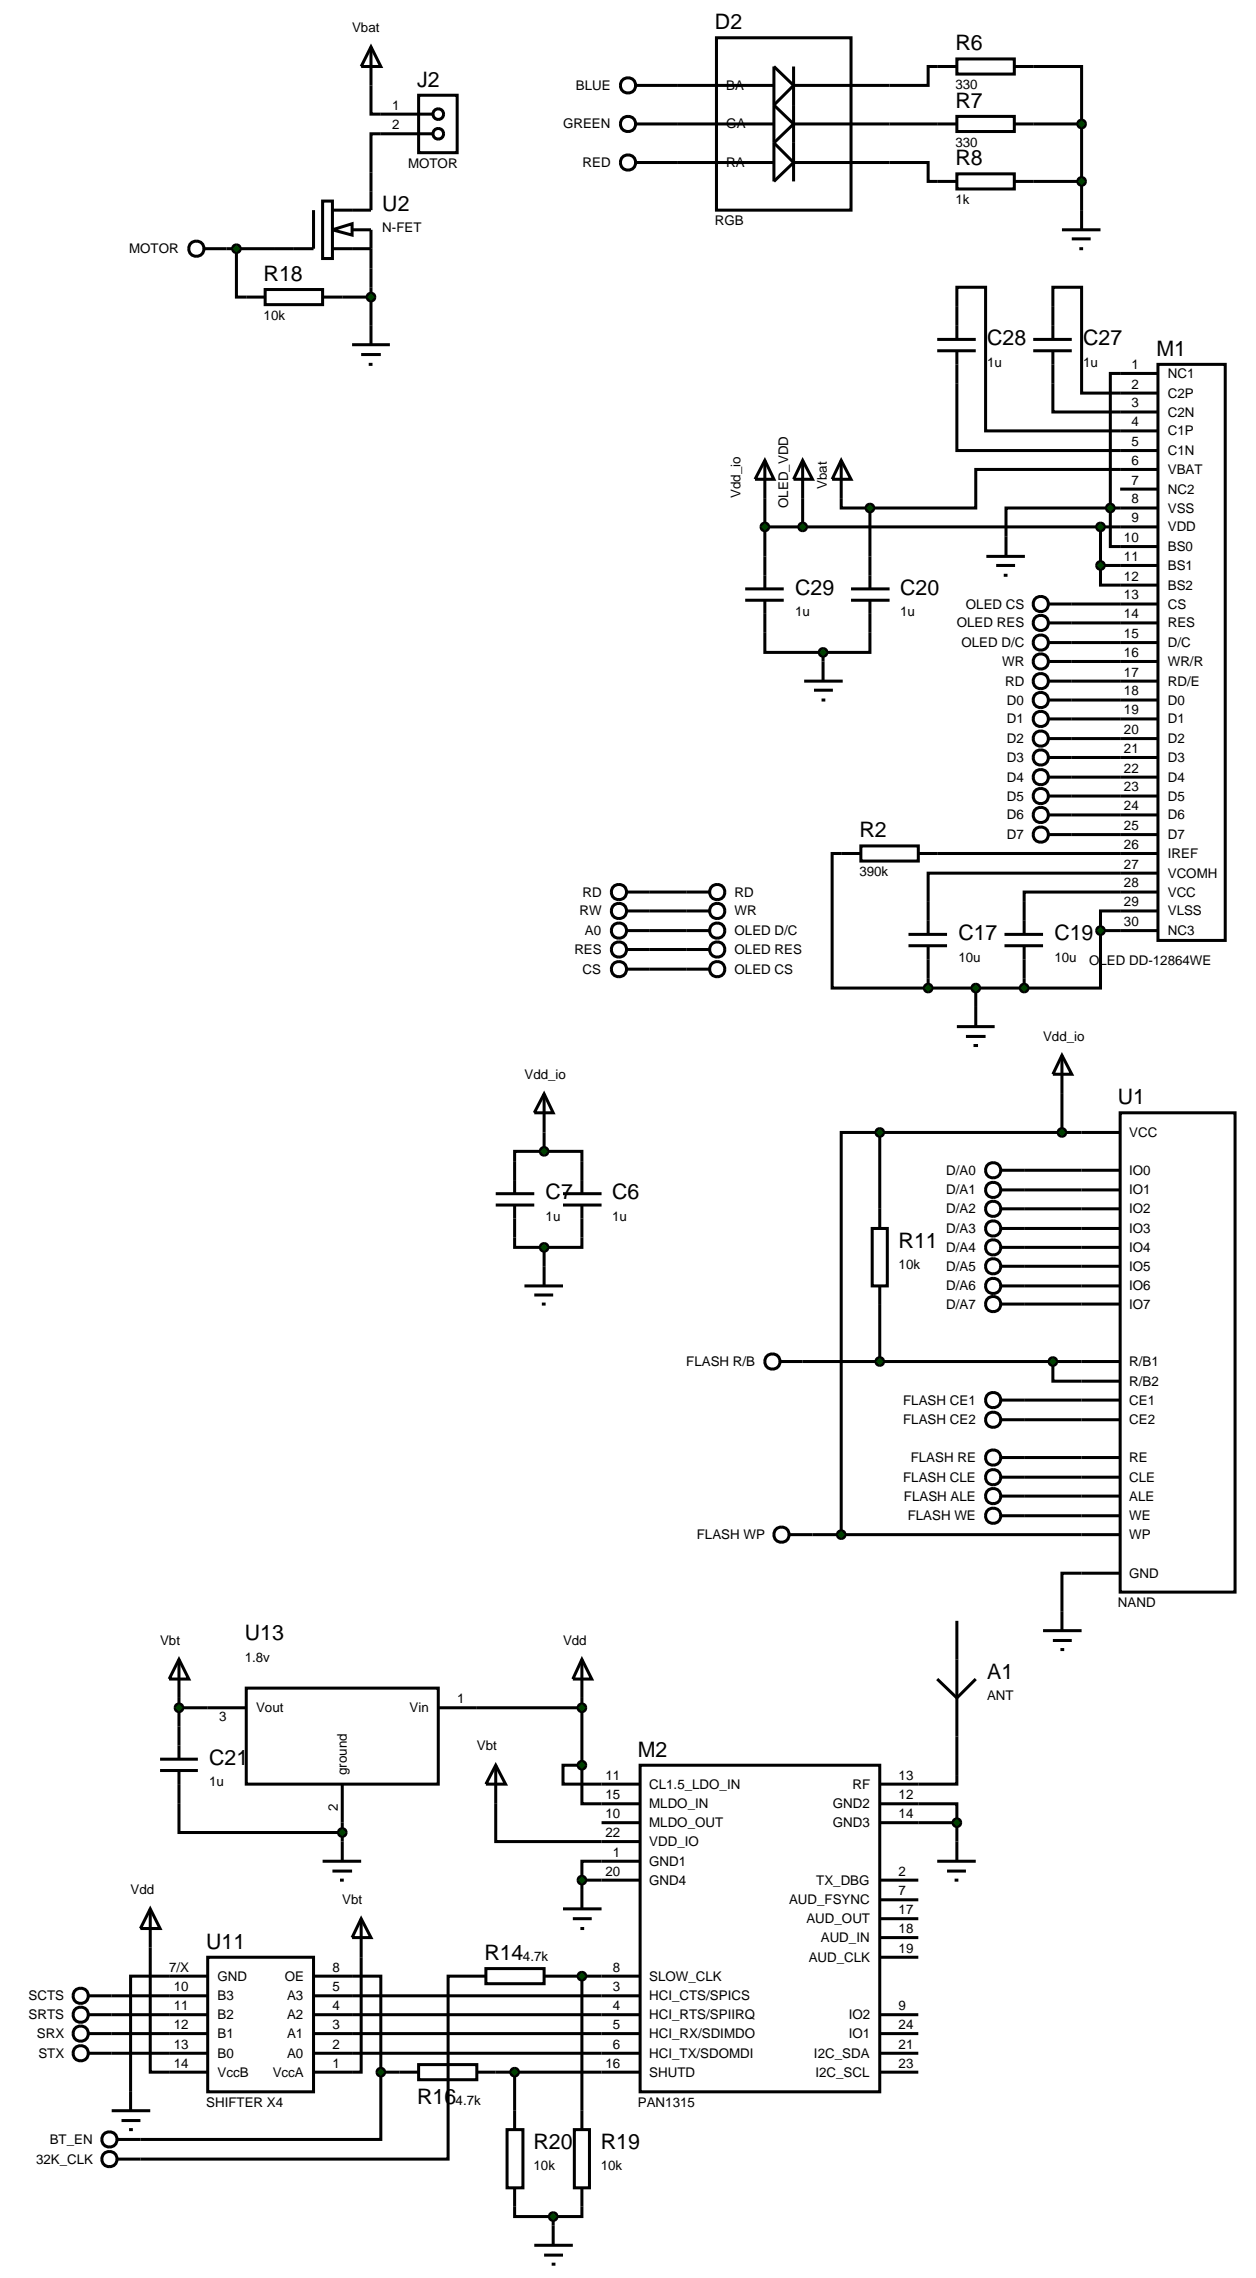 Vbat
J2
1
2
MOTOR
U2
N-FET
MOTOR
R18
10k
D2
BLUE
BA
GREEN
GA
RED
RA
RGB
R6
330
R7
330
R8
1k
C28
1u
C27
1u
M1
1 NC1
2 C2P
3 C2N
4 C1P
5 C1N
6 VBAT
7 NC2
8 VSS
9 VDD
10 BS0
11 BS1
12 BS2
OLED CS 13 CS
OLED RES 14 RES
OLED D/C 15 D/C
WR 16 WR/R
RD 17 RD/E
D0 18 D0
D1 19 D1
D2 20 D2
D3 21 D3
D4 22 D4
D5 23 D5
D6 24 D6
D7 25 D7
26 IREF
27 VCOMH
28 VCC
29 VLSS
30 NC3
OLED DD-12864WE
Vdd_io
OLED_VDD
Vbat
C29
1u
C20
1u
R2
390k
C17
10u
C19
10u
RD RD
RW WR
A0 OLED D/C
RES OLED RES
CS OLED CS
Vdd_io
C7
1u
C6
1u
Vdd_io
U1
VCC
D/A0 IO0
D/A1 IO1
D/A2 IO2
D/A3 IO3
D/A4 IO4
D/A5 IO5
D/A6 IO6
D/A7 IO7
R11
10k
FLASH R/B R/B1
R/B2
FLASH CE1 CE1
FLASH CE2 CE2
FLASH RE RE
FLASH CLE CLE
FLASH ALE ALE
FLASH WE WE
FLASH WP WP
GND
NAND
Vbt
U13
1.8v
Vdd
3 Vout Vin 1
ground
2
C21
1u
A1
ANT
Vbt
M2
11 CL1.5_LDO_IN RF 13
15 MLDO_IN GND2 12
10 MLDO_OUT GND3 14
22 VDD_IO
1 GND1
20 GND4 TX_DBG 2
AUD_FSYNC 7
AUD_OUT 17
AUD_IN 18
AUD_CLK 19
8 SLOW_CLK
3 HCI_CTS/SPICS
4 HCI_RTS/SPIIRQ IO2 9
5 HCI_RX/SDIMDO IO1 24
6 HCI_TX/SDOMDI I2C_SDA 21
16 SHUTD I2C_SCL 23
PAN1315
Vdd
Vbt
U11
7/X GND OE 8
SCTS 10 B3 A3 5
SRTS 11 B2 A2 4
SRX 12 B1 A1 3
STX 13 B0 A0 2
14 VccB VccA 1
SHIFTER X4
R14 4.7k
R16 4.7k
BT_EN
32K_CLK
R20
10k
R19
10k